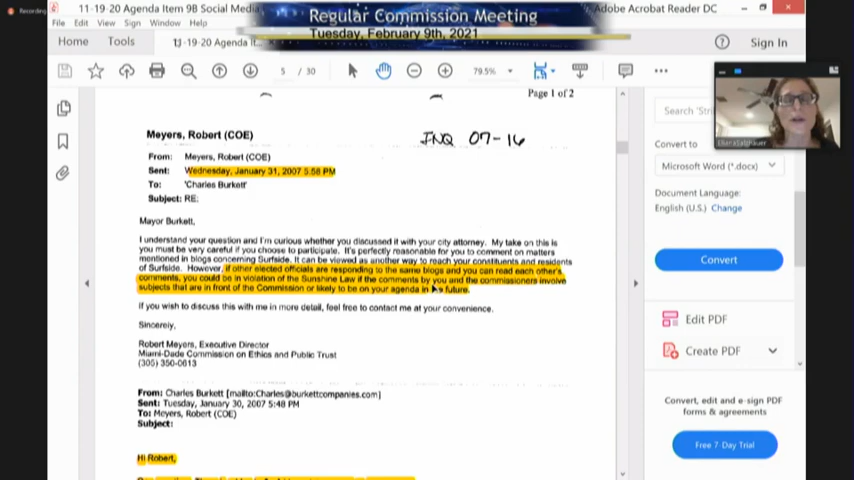 Recording
11-19-20 Agenda Item 9B Social Media
Adobe Acrobat Reader DC
Regular Commission Meeting
Tuesday, February 9th, 2021
File Edit View Sign Window Help
Home Tools 11-19-20 Agenda It... Sign In
5 / 30 79.5%
Page 1 of 2
Meyers, Robert (COE)
INQ 07-16
From: Meyers, Robert (COE)
Sent: Wednesday, January 31, 2007 5:58 PM
To: 'Charles Burkett'
Subject: RE:
Mayor Burkett,
I understand your question and I'm curious whether you discussed it with your city attorney. My take on this is
you must be very careful if you choose to participate. It's perfectly reasonable for you to comment on matters
mentioned in blogs concerning Surfside. It can be viewed as another way to reach your constituents and residents
of Surfside. However, if other elected officials are responding to the same blogs and you can read each other's
comments, you could be in violation of the Sunshine Law if the comments by you and the commissioners involve
subjects that are in front of the Commission or likely to be on your agenda in future.
If you wish to discuss this with me in more detail, feel free to contact me at your convenience.
Sincerely,
Robert Meyers, Executive Director
Miami-Dade Commission on Ethics and Public Trust
(305) 350-0613
From: Charles Burkett [mailto:Charles@burkettcompanies.com]
Sent: Tuesday, January 30, 2007 5:48 PM
To: Meyers, Robert (COE)
Subject:
Hi Robert,
Search
Convert to
Microsoft Word (*.docx)
Document Language:
English (U.S.) Change
Convert
Edit PDF
Create PDF
Convert, edit and e-sign PDF
forms & agreements
Free 7-Day Trial